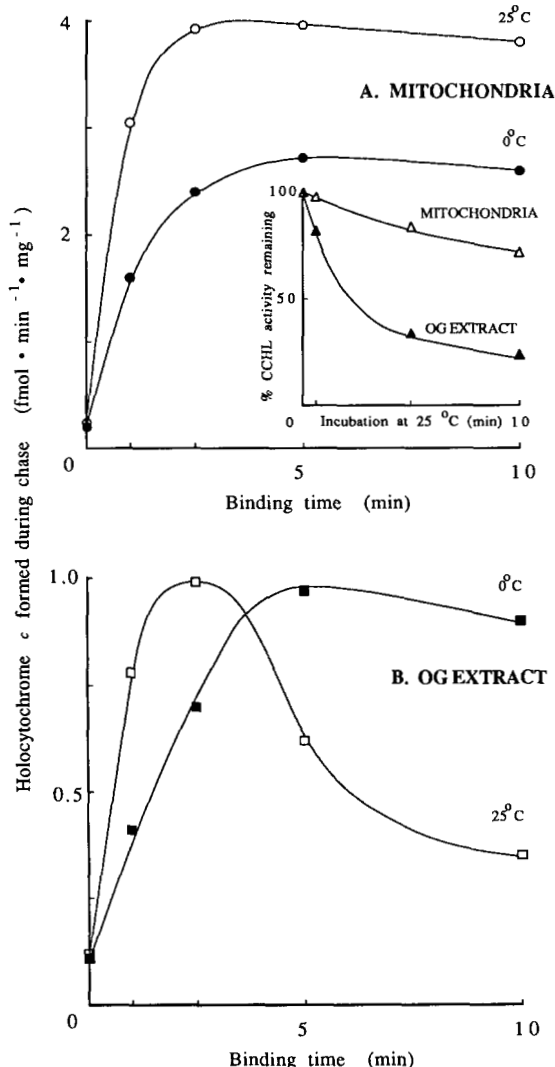 Holocytochrome c formed during chase (fmol • min -1 • mg -1)
4
25°C
A. MITOCHONDRIA
0°C
2
% CCHL activity remaining
100
MITOCHONDRIA
50
OG EXTRACT
0 Incubation at 25 °C (min) 10
0
5
10
Binding time (min)
1.0
0°C
B. OG EXTRACT
0.5
25°C
0
5
10
Binding time (min)